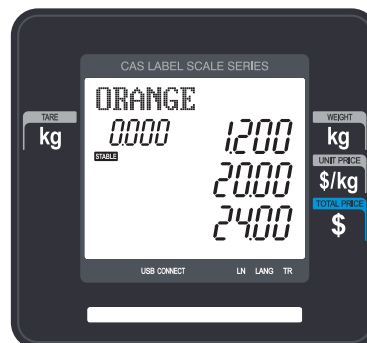 CAS LABEL SCALE SERIES
ORANGE
TARE
kg
0.000
1.200
WEIGHT
kg
STABLE
20.00
UNIT PRICE
$/kg
24.00
TOTAL PRICE
$
USB CONNECT LN LANG TR